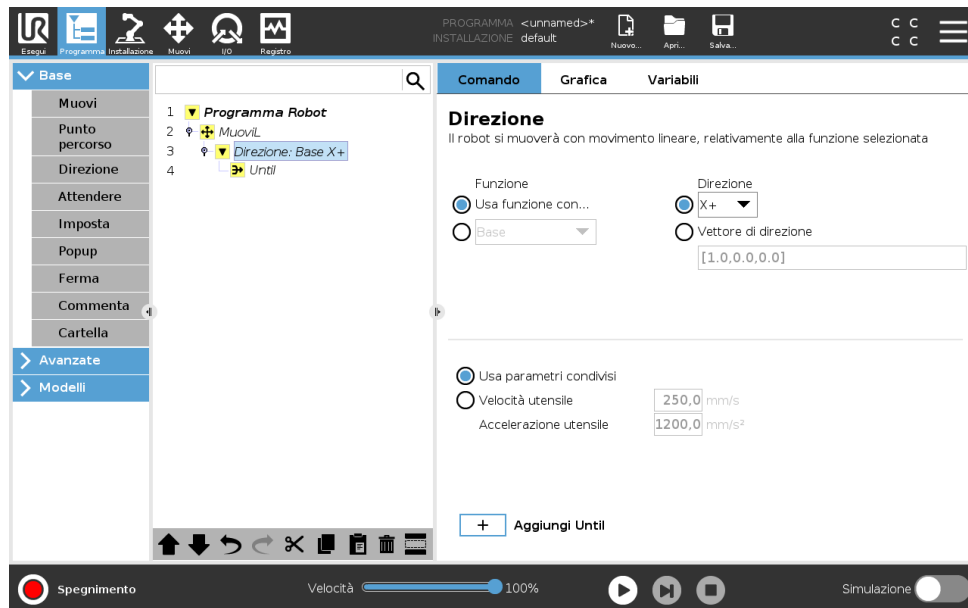 PROGRAMMA <unnamed>*
INSTALLAZIONE default
Esegui
Programma
Installazione
Muovi
I/O
Registro
Nuovo...
Apri...
Salva...
C C
C C
Base
Muovi
Punto percorso
Direzione
Attendere
Imposta
Popup
Ferma
Commenta
Cartella
Avanzate
Modelli
1 Programma Robot
2 MuoviL
3 Direzione: Base X+
4 Until
Comando
Grafica
Variabili
Direzione
Il robot si muoverà con movimento lineare, relativamente alla funzione selezionata
Funzione
Usa funzione con...
Base
Direzione
X+
Vettore di direzione
[1.0,0.0,0.0]
Usa parametri condivisi
Velocità utensile 250,0 mm/s
Accelerazione utensile 1200,0 mm/s²
+ Aggiungi Until
Spegnimento
Velocità 100%
Simulazione